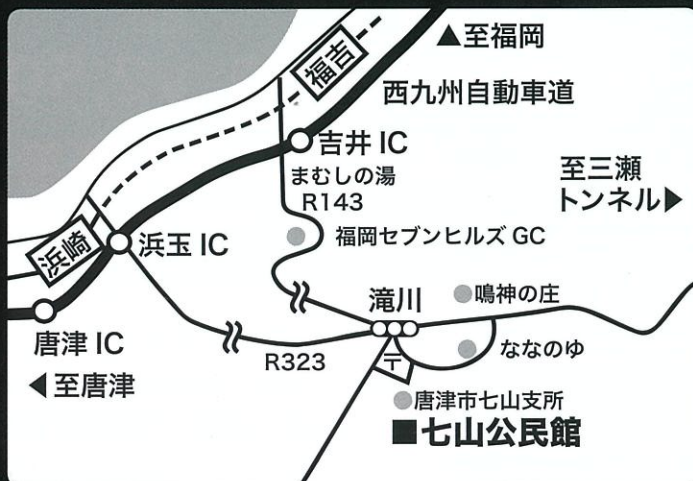 ▲至福岡
福吉
西九州自動車道
吉井 IC
まむしの湯
R143
至三瀬
トンネル▶
浜崎
浜玉 IC
福岡セブンヒルズ GC
滝川
鳴神の庄
唐津 IC
R323
〒
ななのゆ
◀至唐津
唐津市七山支所
■七山公民館